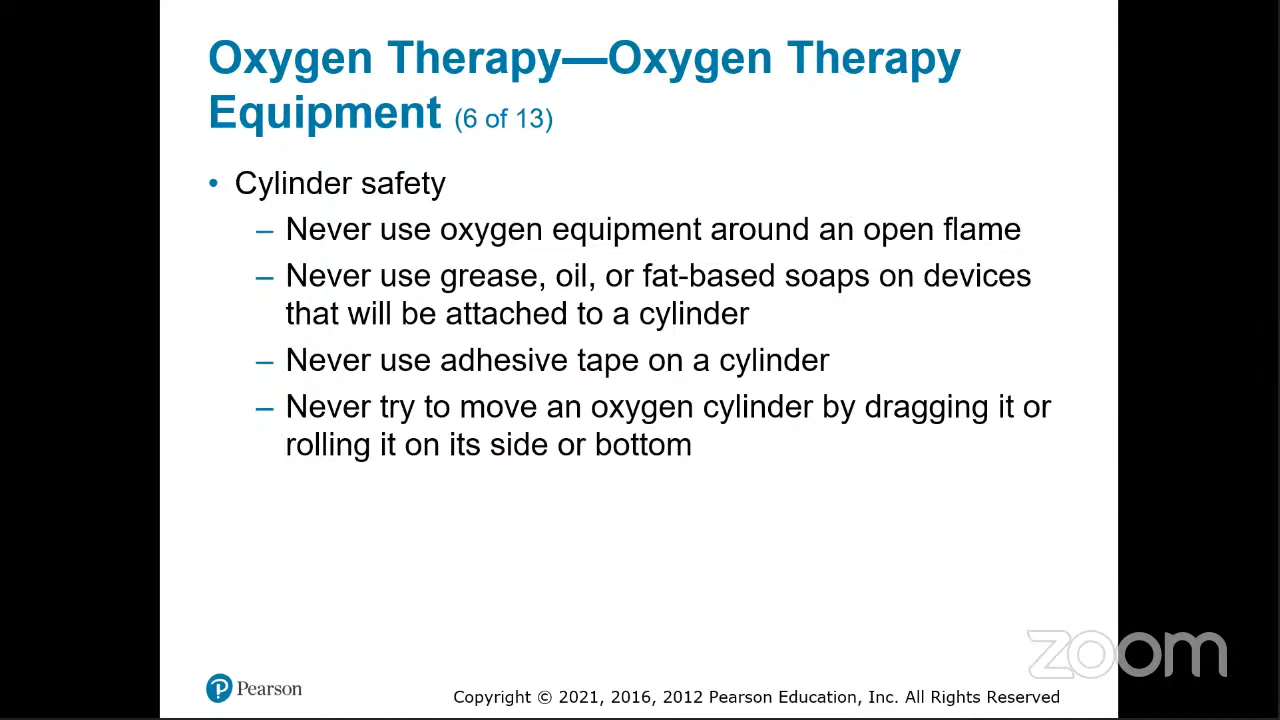 Oxygen Therapy—Oxygen Therapy
Equipment (6 of 13)
• Cylinder safety
– Never use oxygen equipment around an open flame
– Never use grease, oil, or fat-based soaps on devices
that will be attached to a cylinder
– Never use adhesive tape on a cylinder
– Never try to move an oxygen cylinder by dragging it or
rolling it on its side or bottom
zoom
Pearson
Copyright © 2021, 2016, 2012 Pearson Education, Inc. All Rights Reserved